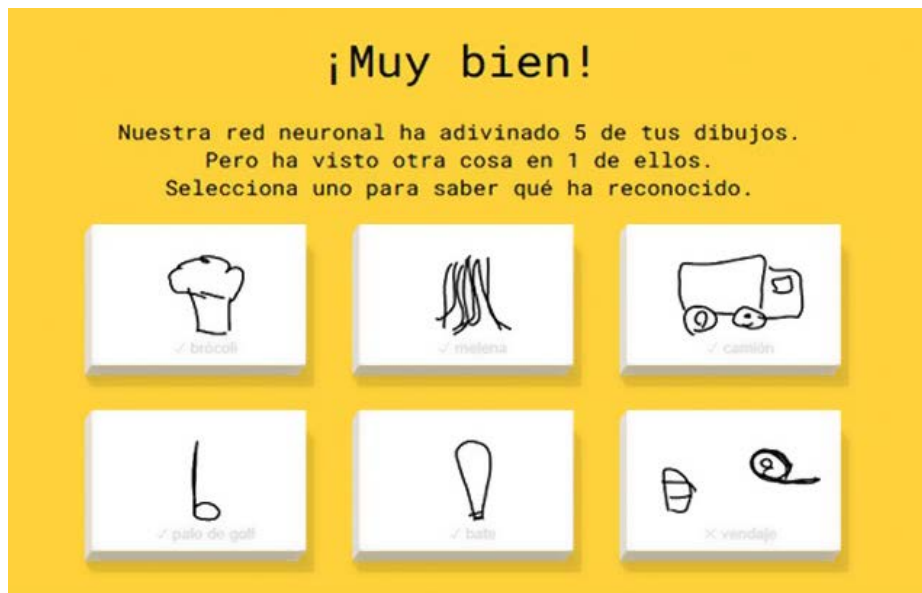 ¡Muy bien!
Nuestra red neuronal ha adivinado 5 de tus dibujos.
Pero ha visto otra cosa en 1 de ellos.
Selecciona uno para saber qué ha reconocido.
✓ brócoli
✓ melena
✓ camión
✓ palo de golf
✓ bate
✕ vendaje